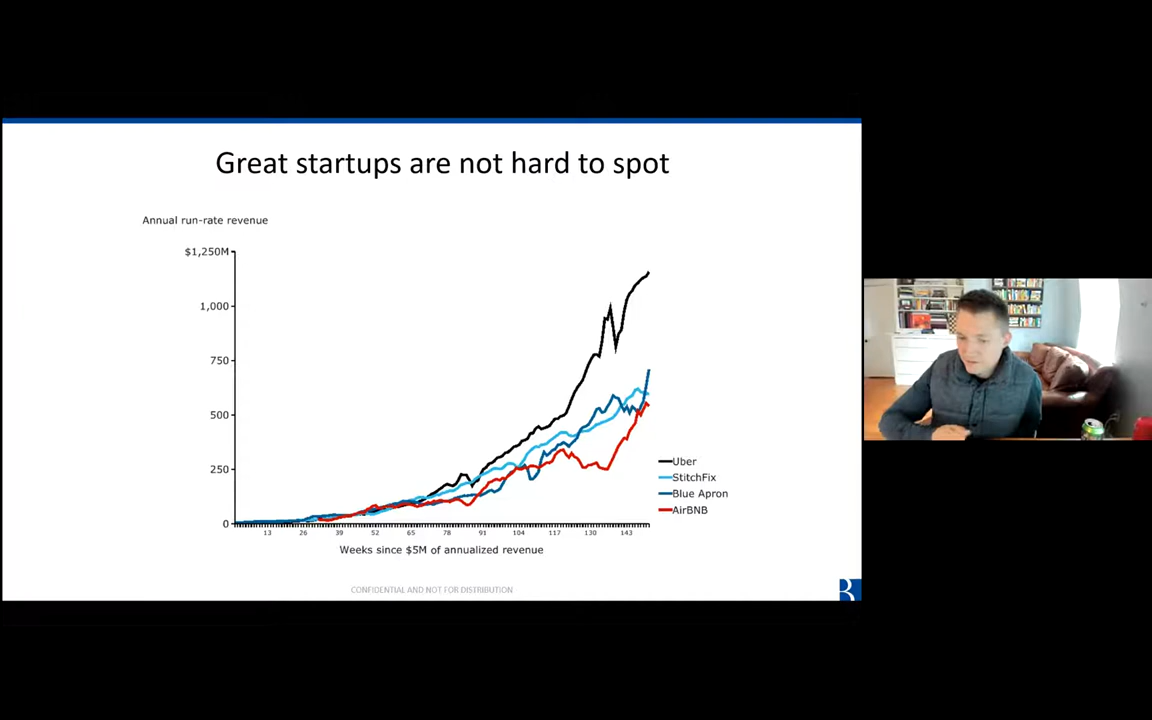 Great startups are not hard to spot
Annual run-rate revenue
$1,250M
1,000
750
500
250
0
13 26 39 52 65 78 91 104 117 130 143
Weeks since $5M of annualized revenue
Uber
StitchFix
Blue Apron
AirBNB
CONFIDENTIAL AND NOT FOR DISTRIBUTION
B